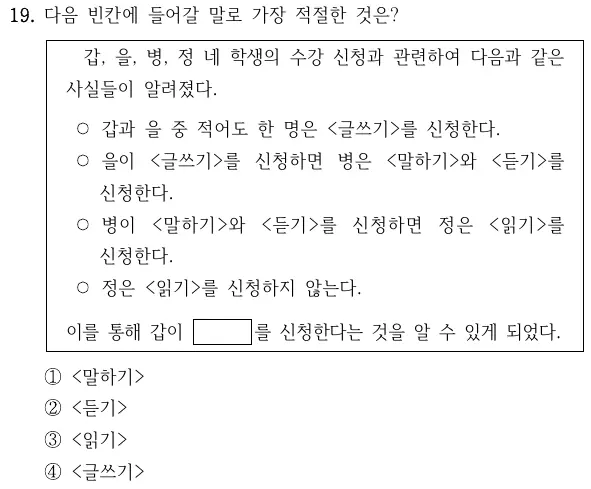 19. 다음 빈칸에 들어갈 말로 가장 적절한 것은?
갑, 을, 병, 정 네 학생의 수강 신청과 관련하여 다음과 같은
사실들이 알려졌다.
○ 갑과 을 중 적어도 한 명은 <글쓰기>를 신청한다.
○ 을이 <글쓰기>를 신청하면 병은 <말하기>와 <듣기>를
신청한다.
○ 병이 <말하기>와 <듣기>를 신청하면 정은 <읽기>를
신청한다.
○ 정은 <읽기>를 신청하지 않는다.
이를 통해 갑이 를 신청한다는 것을 알 수 있게 되었다.
① <말하기>
② <듣기>
③ <읽기>
④ <글쓰기>